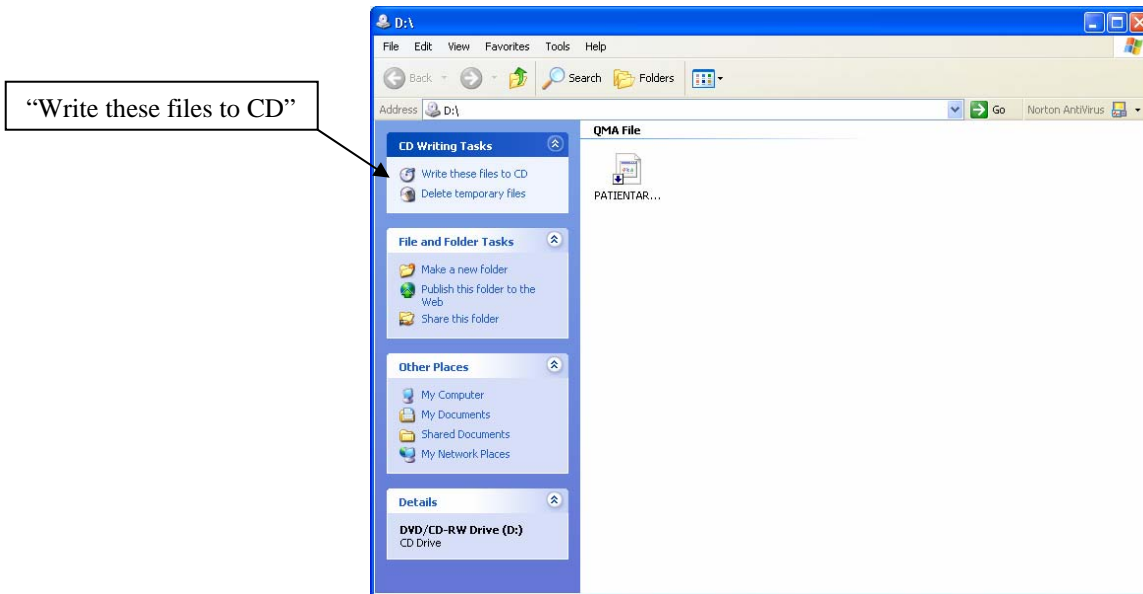 “Write these files to CD”
D:\
File Edit View Favorites Tools Help
Back Search Folders
Address D:\ Go Norton AntiVirus
CD Writing Tasks
Write these files to CD
Delete temporary files
File and Folder Tasks
Make a new folder
Publish this folder to the
Web
Share this folder
Other Places
My Computer
My Documents
Shared Documents
My Network Places
Details
DVD/CD-RW Drive (D:)
CD Drive
QMA File
PATIENTAR...